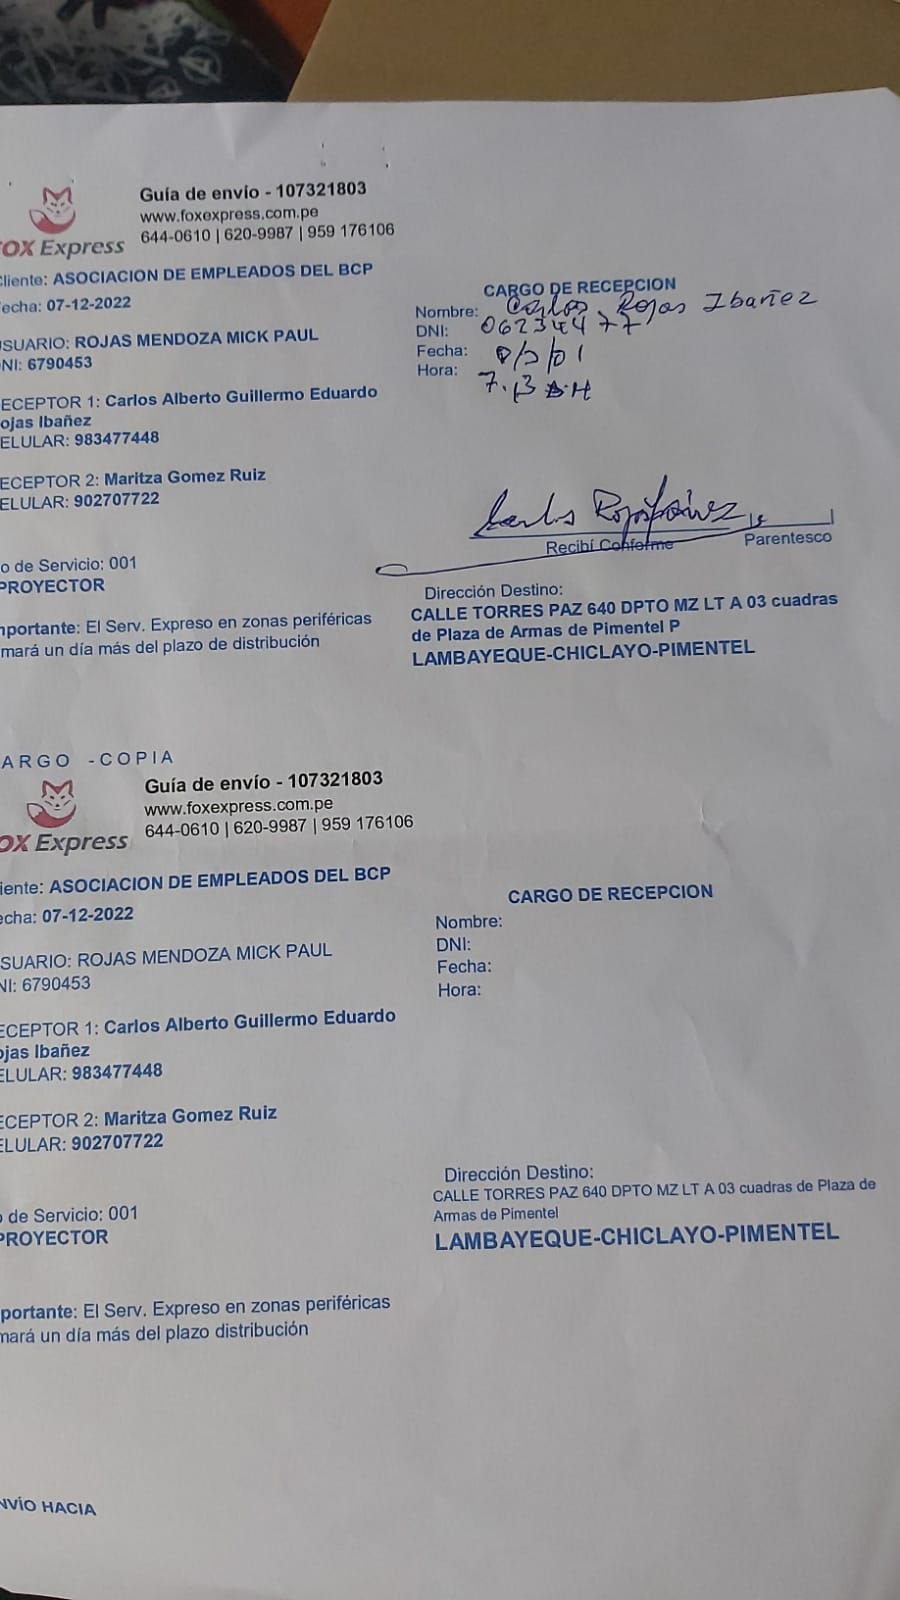 Guía de envío - 107321803
www.foxexpress.com.pe
644-0610 | 620-9987 | 959 176106
OX Express
liente: ASOCIACION DE EMPLEADOS DEL BCP
echa: 07-12-2022
SUARIO: ROJAS MENDOZA MICK PAUL
NI: 6790453
ECEPTOR 1: Carlos Alberto Guillermo Eduardo
ojas Ibañez
ELULAR: 983477448
ECEPTOR 2: Maritza Gomez Ruiz
ELULAR: 902707722
o de Servicio: 001
PROYECTOR
mportante: El Serv. Expreso en zonas periféricas
mará un día más del plazo de distribución
CARGO DE RECEPCION
Nombre: Carlos Rojas Ibañez
DNI: 06234477
Fecha:
Hora:
Carlos Rojas Ibañez
Recibí Conforme
Parentesco
Dirección Destino:
CALLE TORRES PAZ 640 DPTO MZ LT A 03 cuadras
de Plaza de Armas de Pimentel P
LAMBAYEQUE-CHICLAYO-PIMENTEL
ARGO -COPIA
Guía de envío - 107321803
www.foxexpress.com.pe
644-0610 | 620-9987 | 959 176106
OX Express
iente: ASOCIACION DE EMPLEADOS DEL BCP
echa: 07-12-2022
SUARIO: ROJAS MENDOZA MICK PAUL
NI: 6790453
ECEPTOR 1: Carlos Alberto Guillermo Eduardo
ojas Ibañez
ELULAR: 983477448
ECEPTOR 2: Maritza Gomez Ruiz
ELULAR: 902707722
o de Servicio: 001
PROYECTOR
portante: El Serv. Expreso en zonas periféricas
mará un día más del plazo distribución
CARGO DE RECEPCION
Nombre:
DNI:
Fecha:
Hora:
Dirección Destino:
CALLE TORRES PAZ 640 DPTO MZ LT A 03 cuadras de Plaza de
Armas de Pimentel
LAMBAYEQUE-CHICLAYO-PIMENTEL
NVÍO HACIA